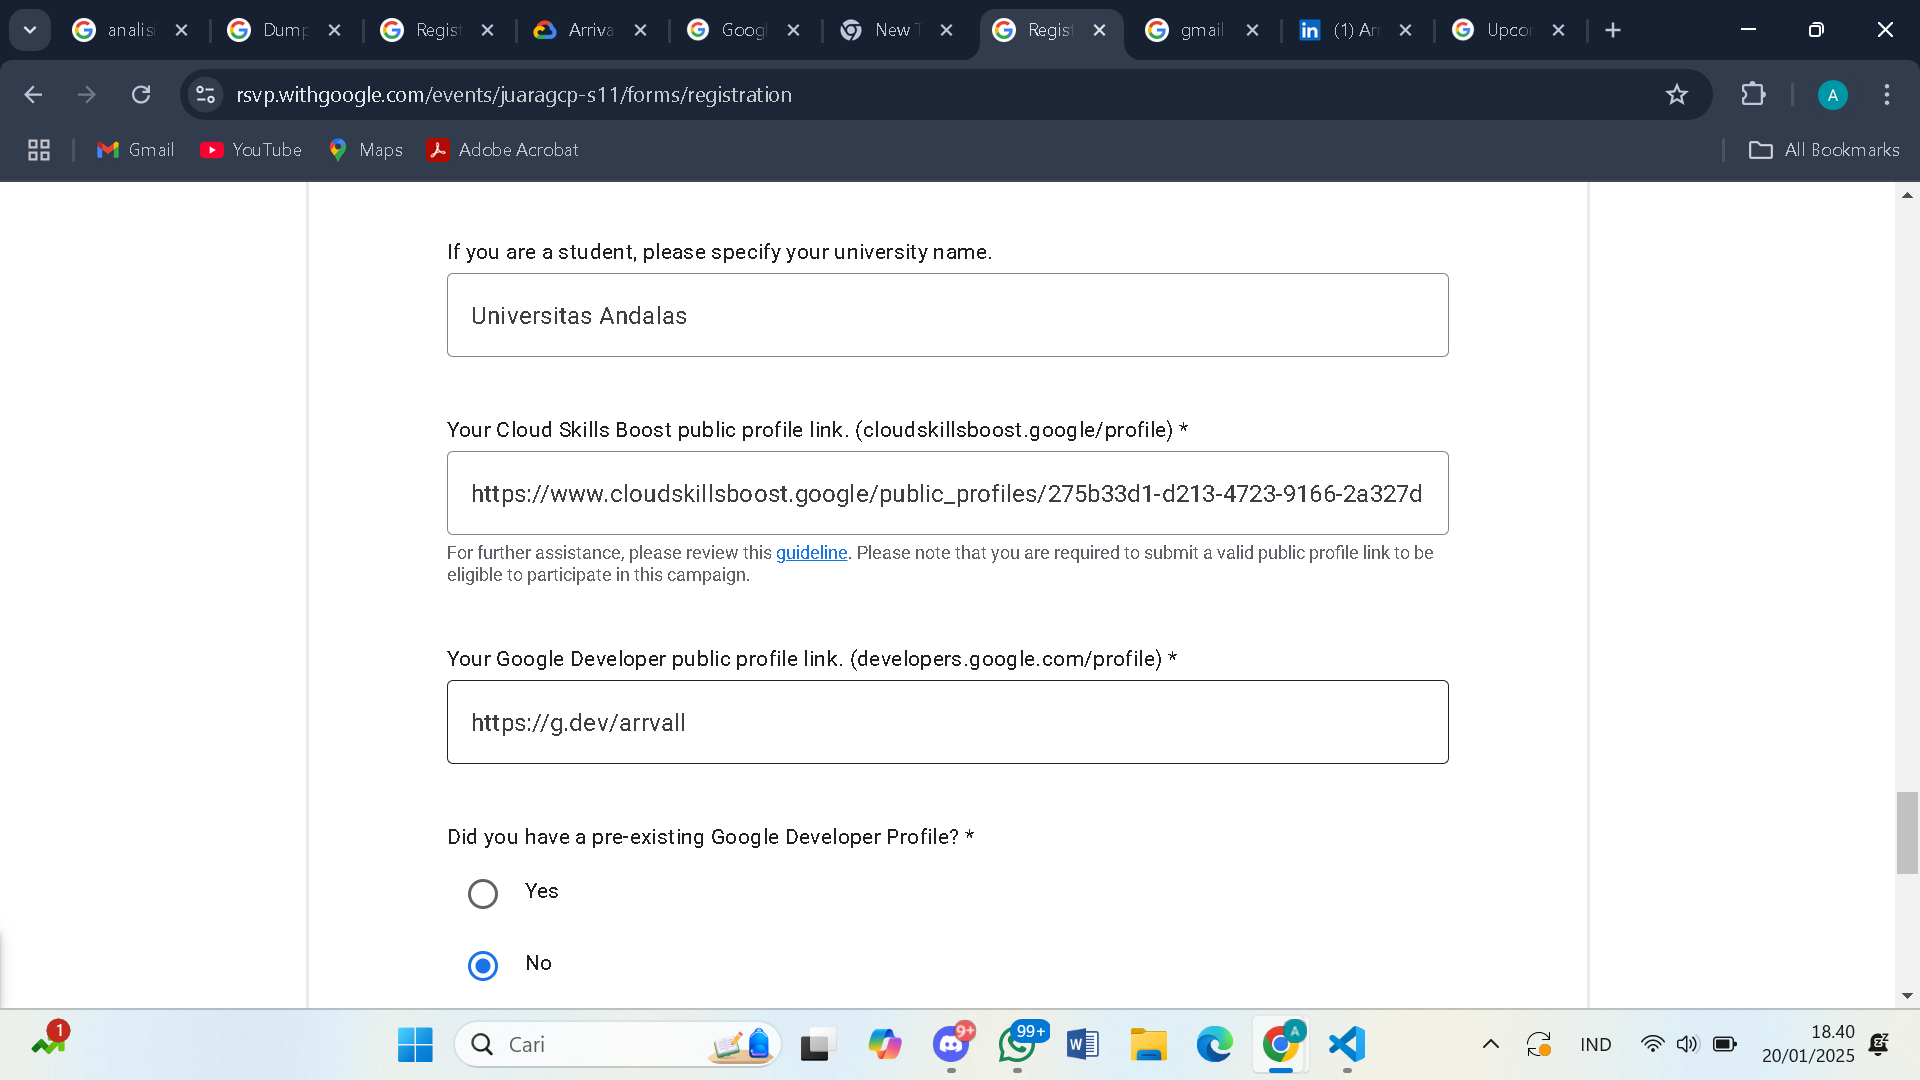 analis
Dump
Regist
Arriva
Googl
New T
Regist
gmail
(1) Arr
Upcor
rsvp.withgoogle.com/events/juaragcp-s11/forms/registration
A
Gmail
YouTube
Maps
Adobe Acrobat
All Bookmarks
If you are a student, please specify your university name.
Universitas Andalas
Your Cloud Skills Boost public profile link. (cloudskillsboost.google/profile) *
https://www.cloudskillsboost.google/public_profiles/275b33d1-d213-4723-9166-2a327d
For further assistance, please review this guideline. Please note that you are required to submit a valid public profile link to be
eligible to participate in this campaign.
Your Google Developer public profile link. (developers.google.com/profile) *
https://g.dev/arrvall
Did you have a pre-existing Google Developer Profile? *
Yes
No
1
Cari
9+
99+
A
IND
18.40
20/01/2025